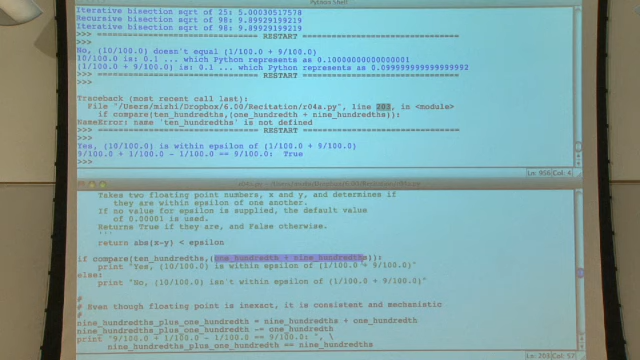 Python Shell
Iterative bisection sqrt of 25: 5.00030517578
Recursive bisection sqrt of 98: 9.89929199219
Iterative bisection sqrt of 98: 9.89929199219
>>> ================================ RESTART ================================
>>>
No, (10/100.0) doesn't equal (1/100.0 + 9/100.0)
10/100.0 is: 0.1 ... which Python represents as 0.10000000000000001
(1/100.0 + 9/100.0) is: 0.1 ... which Python represents as 0.099999999999999992
>>> ================================ RESTART ================================
>>>
Traceback (most recent call last):
File "/Users/mizhi/Dropbox/6.00/Recitation/r04a.py", line 203, in <module>
if compare(ten_hundredths,(one_hundredth + nine_hundredths)):
NameError: name 'ten_hundredths' is not defined
>>> ================================ RESTART ================================
>>>
Yes, (10/100.0) is within epsilon of (1/100.0 + 9/100.0)
9/100.0 + 1/100.0 - 1/100.0 == 9/100.0:  True
>>>
Ln: 956 Col: 4
Takes two floating point numbers, x and y, and determines if
they are within epsilon of one another.
If no value for epsilon is supplied, the default value
of 0.00001 is used.
Returns True if they are, and False otherwise.
'''
return abs(x-y) < epsilon
if compare(ten_hundredths,(one_hundredth + nine_hundredths)):
print "Yes, (10/100.0) is within epsilon of (1/100.0 + 9/100.0)"
else:
print "No, (10/100.0) isn't within epsilon of (1/100.0 + 9/100.0)"
#
# Even though floating point is inexact, it is consistent and mechanistic
#
nine_hundredths_plus_one_hundredth = nine_hundredths + one_hundredth
nine_hundredths_plus_one_hundredth -= one_hundredth
print "9/100.0 + 1/100.0 - 1/100.0 == 9/100.0: ", \
nine_hundredths_plus_one_hundredth == nine_hundredths
Ln: 203 Col: 57